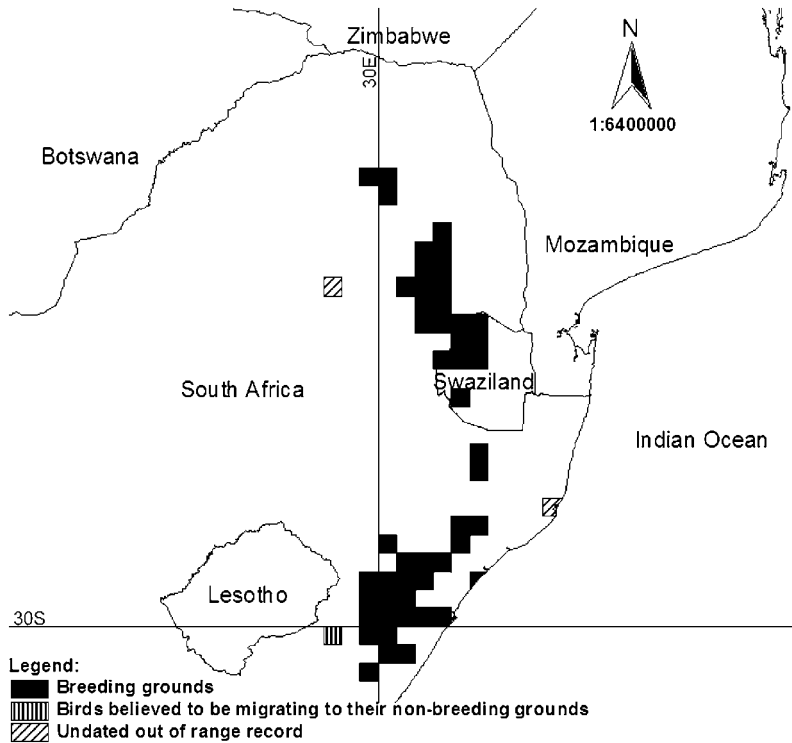 Zimbabwe
N
30E
1:6400000
Botswana
Mozambique
South Africa
Swaziland
Indian Ocean
Lesotho
30S
Legend:
Breeding grounds
Birds believed to be migrating to their non-breeding grounds
Undated out of range record